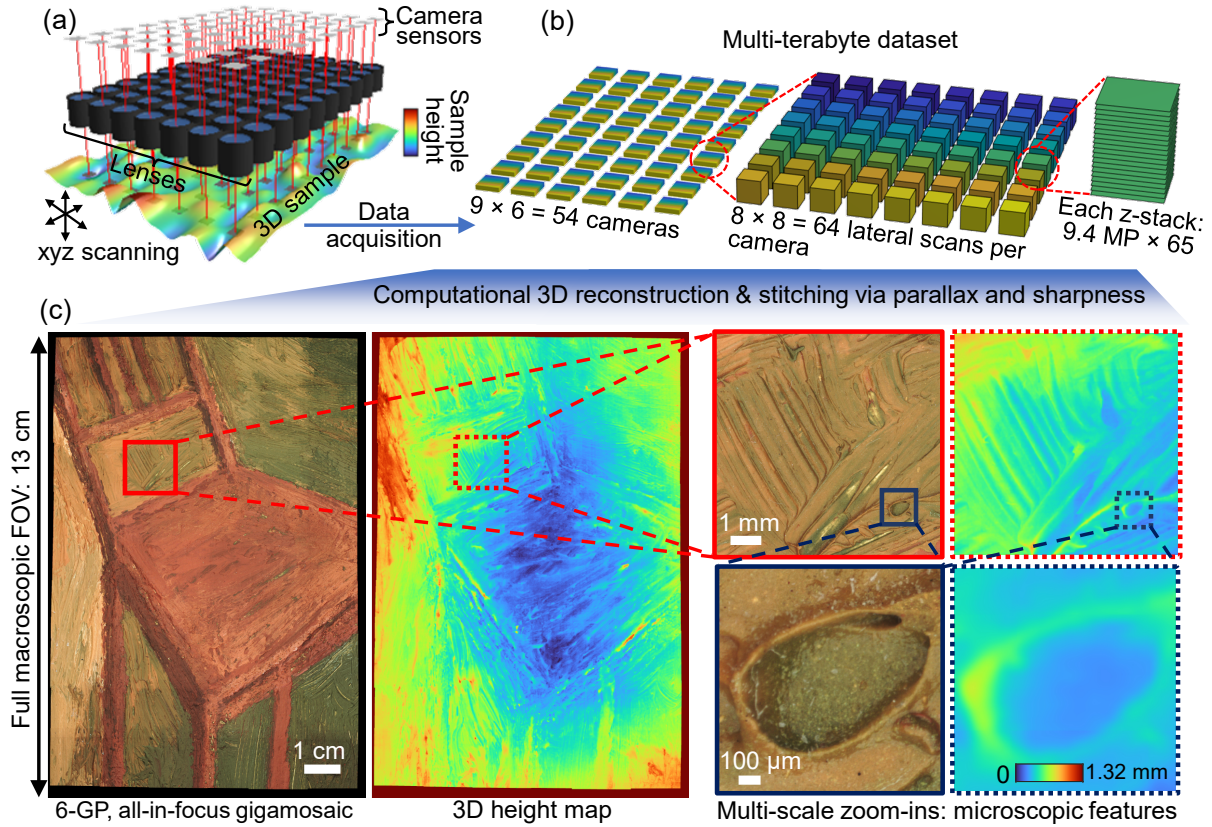 (a)
Camera
sensors
Sample
height
Lenses
3D sample
xyz scanning
Data
acquisition
(b)
Multi-terabyte dataset
9 × 6 = 54 cameras
8 × 8 = 64 lateral scans per
camera
Each z-stack:
9.4 MP × 65
Computational 3D reconstruction & stitching via parallax and sharpness
(c)
Full macroscopic FOV: 13 cm
1 cm
1 mm
100 μm
0
1.32 mm
6-GP, all-in-focus gigamosaic
3D height map
Multi-scale zoom-ins: microscopic features